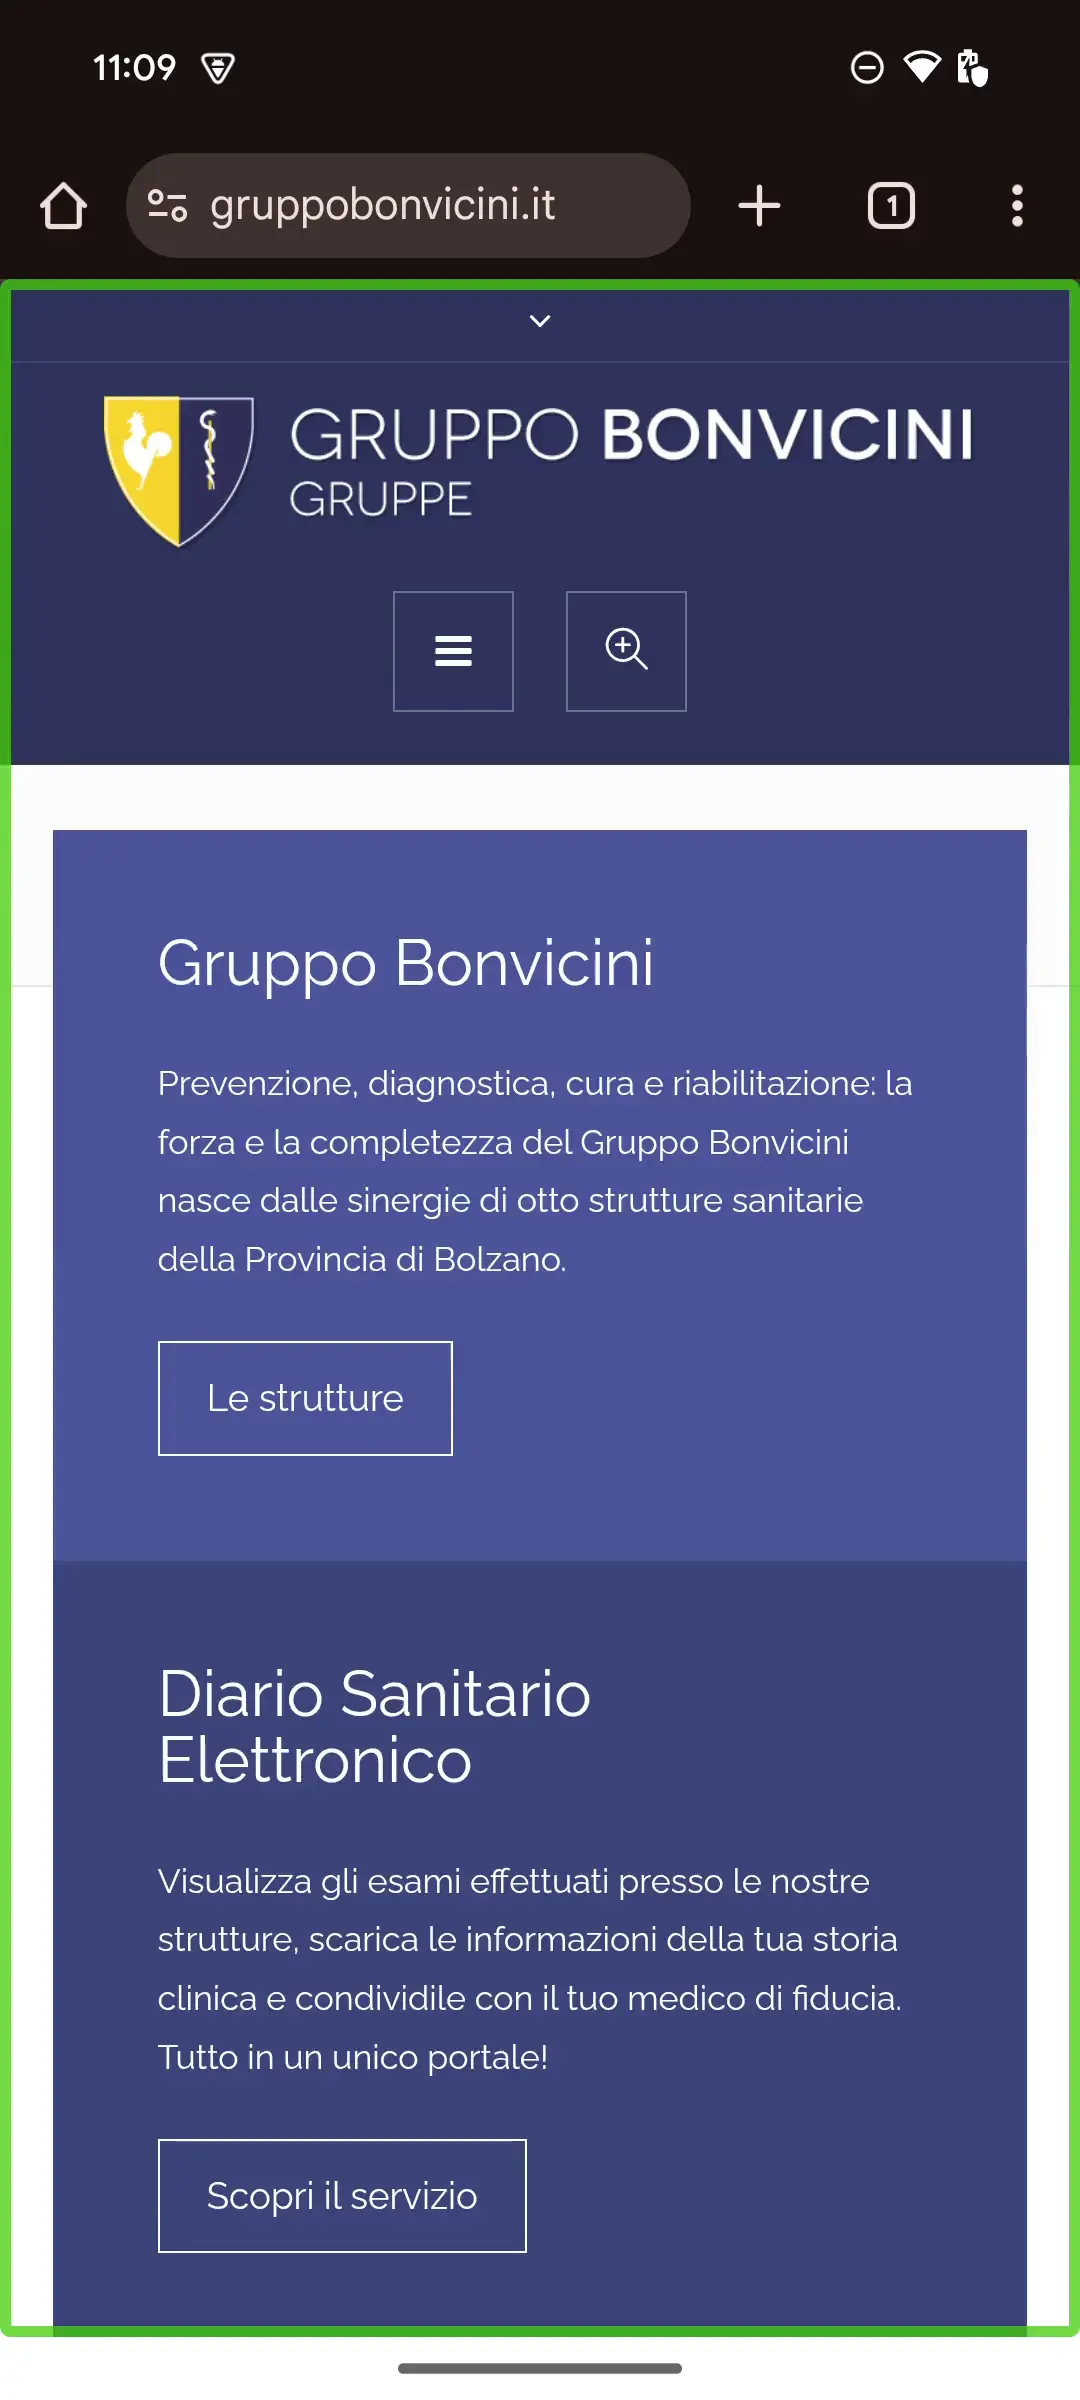 11:09
gruppobonvicini.it
1
GRUPPO BONVICINI
GRUPPE
Gruppo Bonvicini
Prevenzione, diagnostica, cura e riabilitazione: la
forza e la completezza del Gruppo Bonvicini
nasce dalle sinergie di otto strutture sanitarie
della Provincia di Bolzano.
Le strutture
Diario Sanitario
Elettronico
Visualizza gli esami effettuati presso le nostre
strutture, scarica le informazioni della tua storia
clinica e condividile con il tuo medico di fiducia.
Tutto in un unico portale!
Scopri il servizio